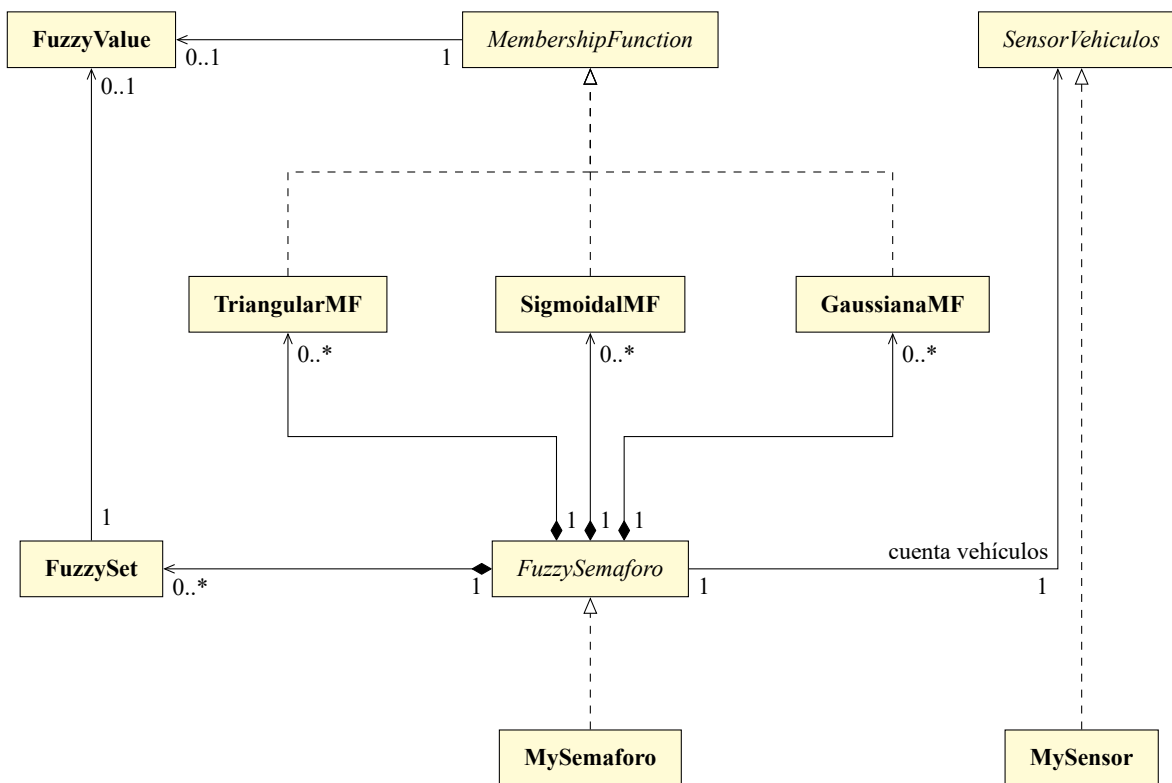 FuzzyValue
MembershipFunction
SensorVehiculos
0..1
1
0..1
TriangularMF
SigmoidalMF
GaussianaMF
0..*
0..*
0..*
1
1
1
1
FuzzySet
FuzzySemaforo
cuenta vehículos
0..*
1
1
1
MySemaforo
MySensor